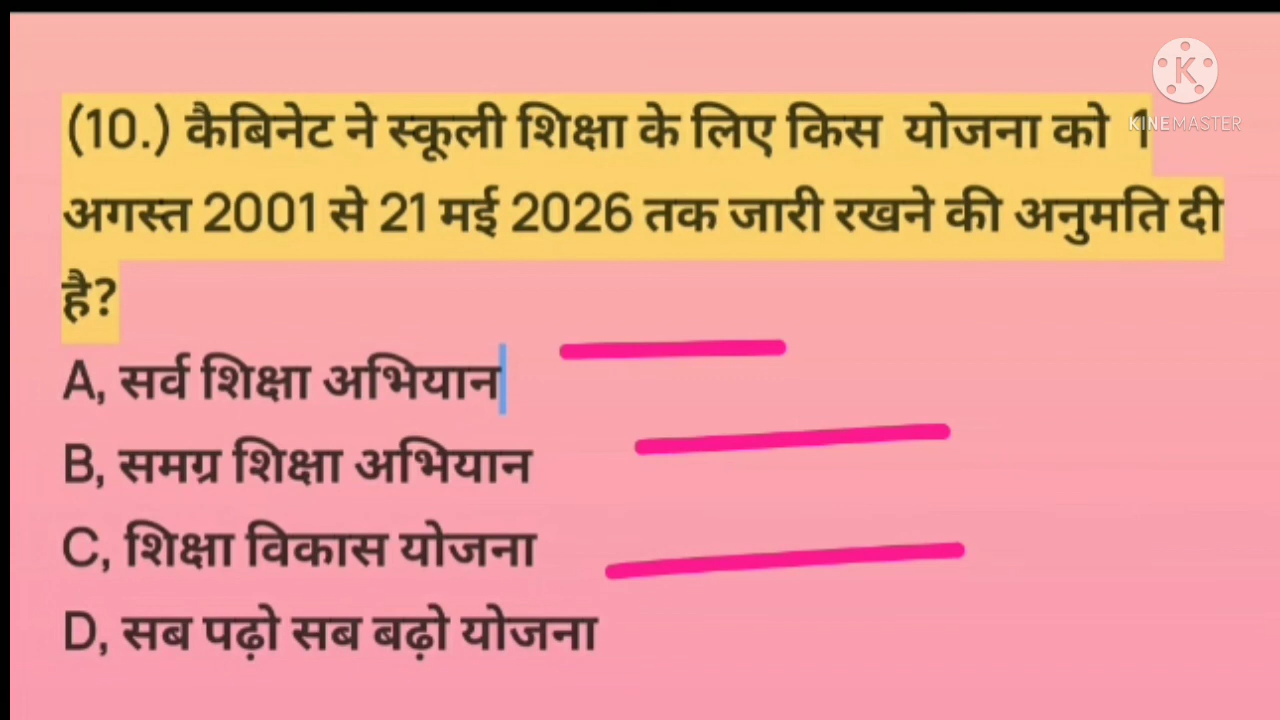 K
KINEMASTER
(10.) कैबिनेट ने स्कूली शिक्षा के लिए किस योजना को 1
अगस्त 2001 से 21 मई 2026 तक जारी रखने की अनुमति दी
है?
A, सर्व शिक्षा अभियान
B, समग्र शिक्षा अभियान
C, शिक्षा विकास योजना
D, सब पढ़ो सब बढ़ो योजना